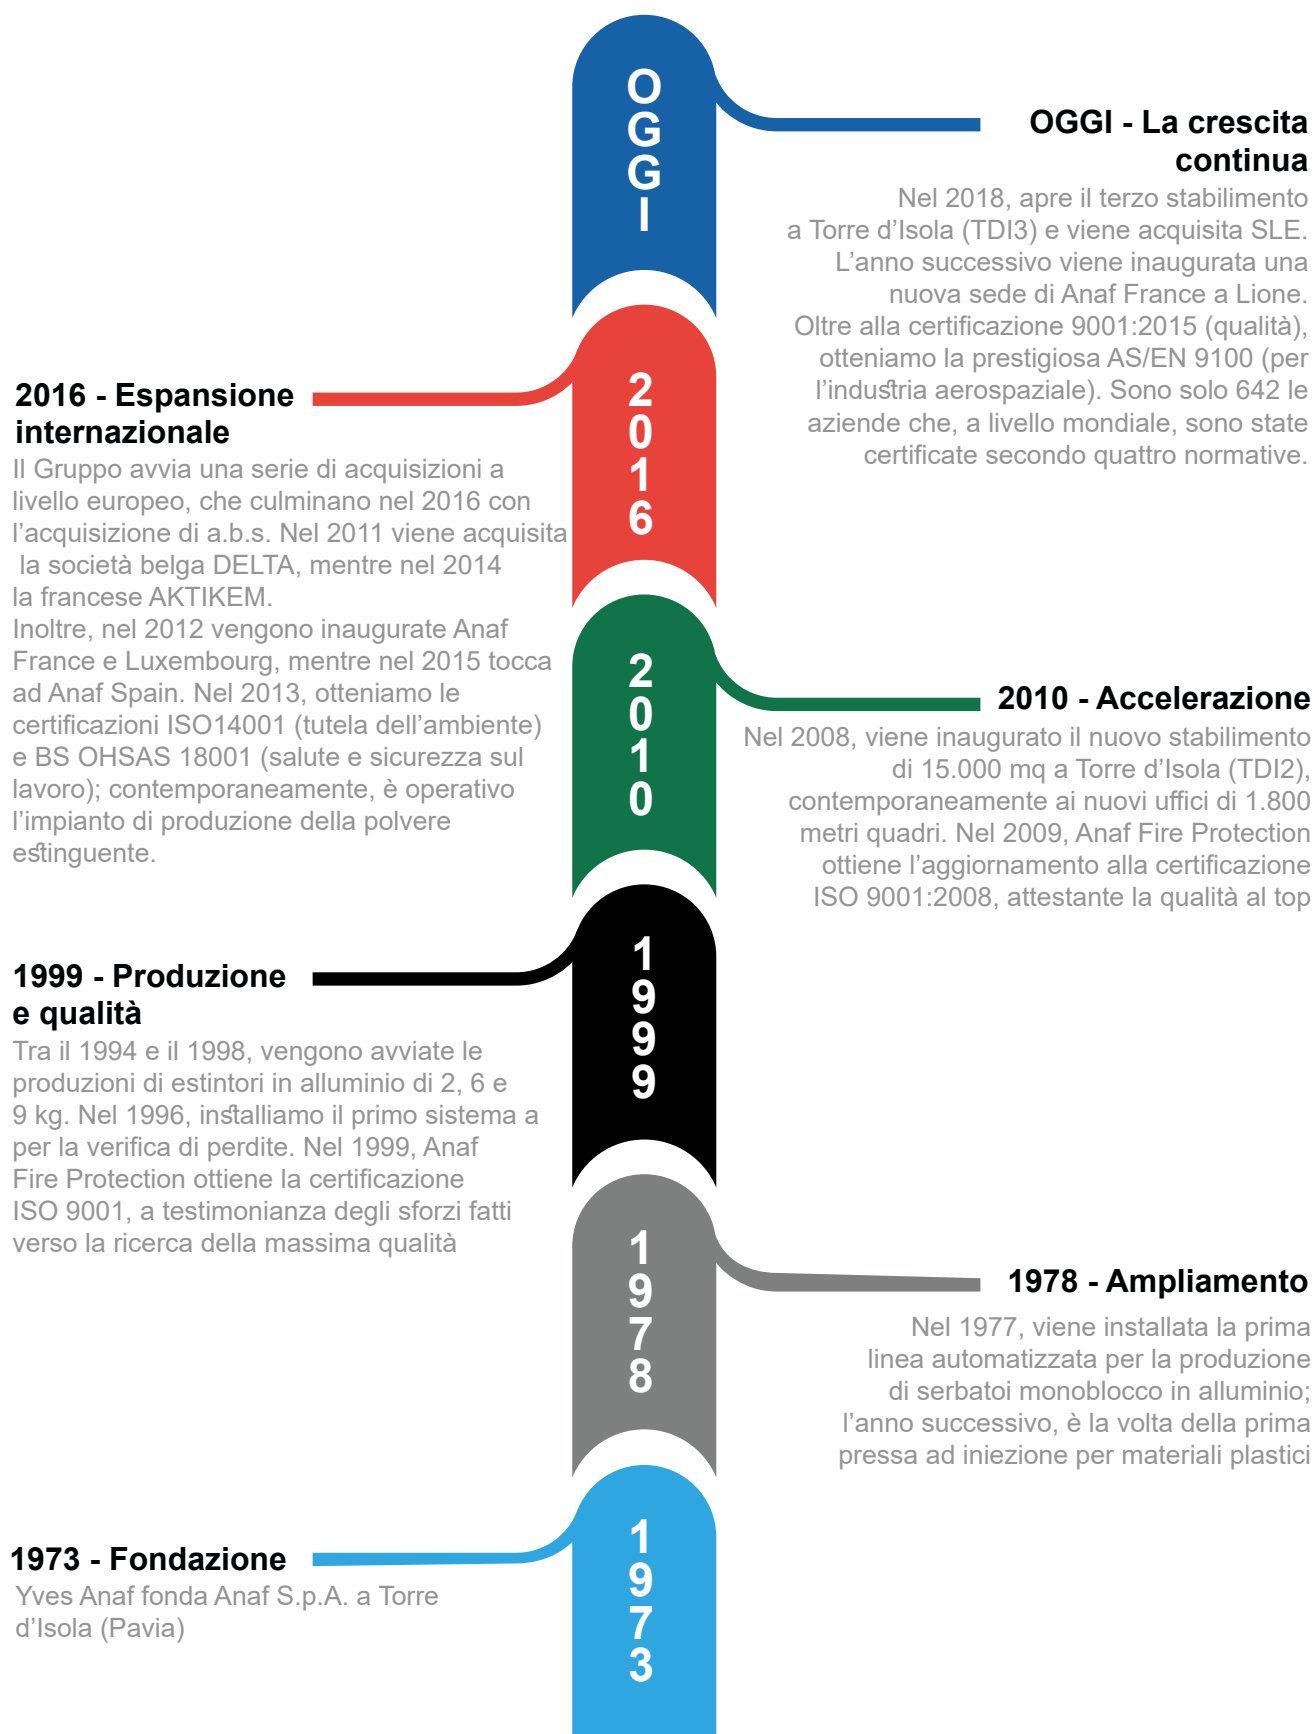 OGGI
OGGI - La crescita
continua
Nel 2018, apre il terzo stabilimento
a Torre d’Isola (TDI3) e viene acquisita SLE.
L’anno successivo viene inaugurata una
nuova sede di Anaf France a Lione.
Oltre alla certificazione 9001:2015 (qualità),
otteniamo la prestigiosa AS/EN 9100 (per
l’industria aerospaziale). Sono solo 642 le
aziende che, a livello mondiale, sono state
certificate secondo quattro normative.
2016
2016 - Espansione
internazionale
Il Gruppo avvia una serie di acquisizioni a
livello europeo, che culminano nel 2016 con
l’acquisizione di a.b.s. Nel 2011 viene acquisita
la società belga DELTA, mentre nel 2014
la francese AKTIKEM.
Inoltre, nel 2012 vengono inaugurate Anaf
France e Luxembourg, mentre nel 2015 tocca
ad Anaf Spain. Nel 2013, otteniamo le
certificazioni ISO14001 (tutela dell’ambiente)
e BS OHSAS 18001 (salute e sicurezza sul
lavoro); contemporaneamente, è operativo
l’impianto di produzione della polvere
estinguente.
2010
2010 - Accelerazione
Nel 2008, viene inaugurato il nuovo stabilimento
di 15.000 mq a Torre d’Isola (TDI2),
contemporaneamente ai nuovi uffici di 1.800
metri quadri. Nel 2009, Anaf Fire Protection
ottiene l’aggiornamento alla certificazione
ISO 9001:2008, attestante la qualità al top
1999
1999 - Produzione
e qualità
Tra il 1994 e il 1998, vengono avviate le
produzioni di estintori in alluminio di 2, 6 e
9 kg. Nel 1996, installiamo il primo sistema a
per la verifica di perdite. Nel 1999, Anaf
Fire Protection ottiene la certificazione
ISO 9001, a testimonianza degli sforzi fatti
verso la ricerca della massima qualità
1978
1978 - Ampliamento
Nel 1977, viene installata la prima
linea automatizzata per la produzione
di serbatoi monoblocco in alluminio;
l’anno successivo, è la volta della prima
pressa ad iniezione per materiali plastici
1973
1973 - Fondazione
Yves Anaf fonda Anaf S.p.A. a Torre
d’Isola (Pavia)